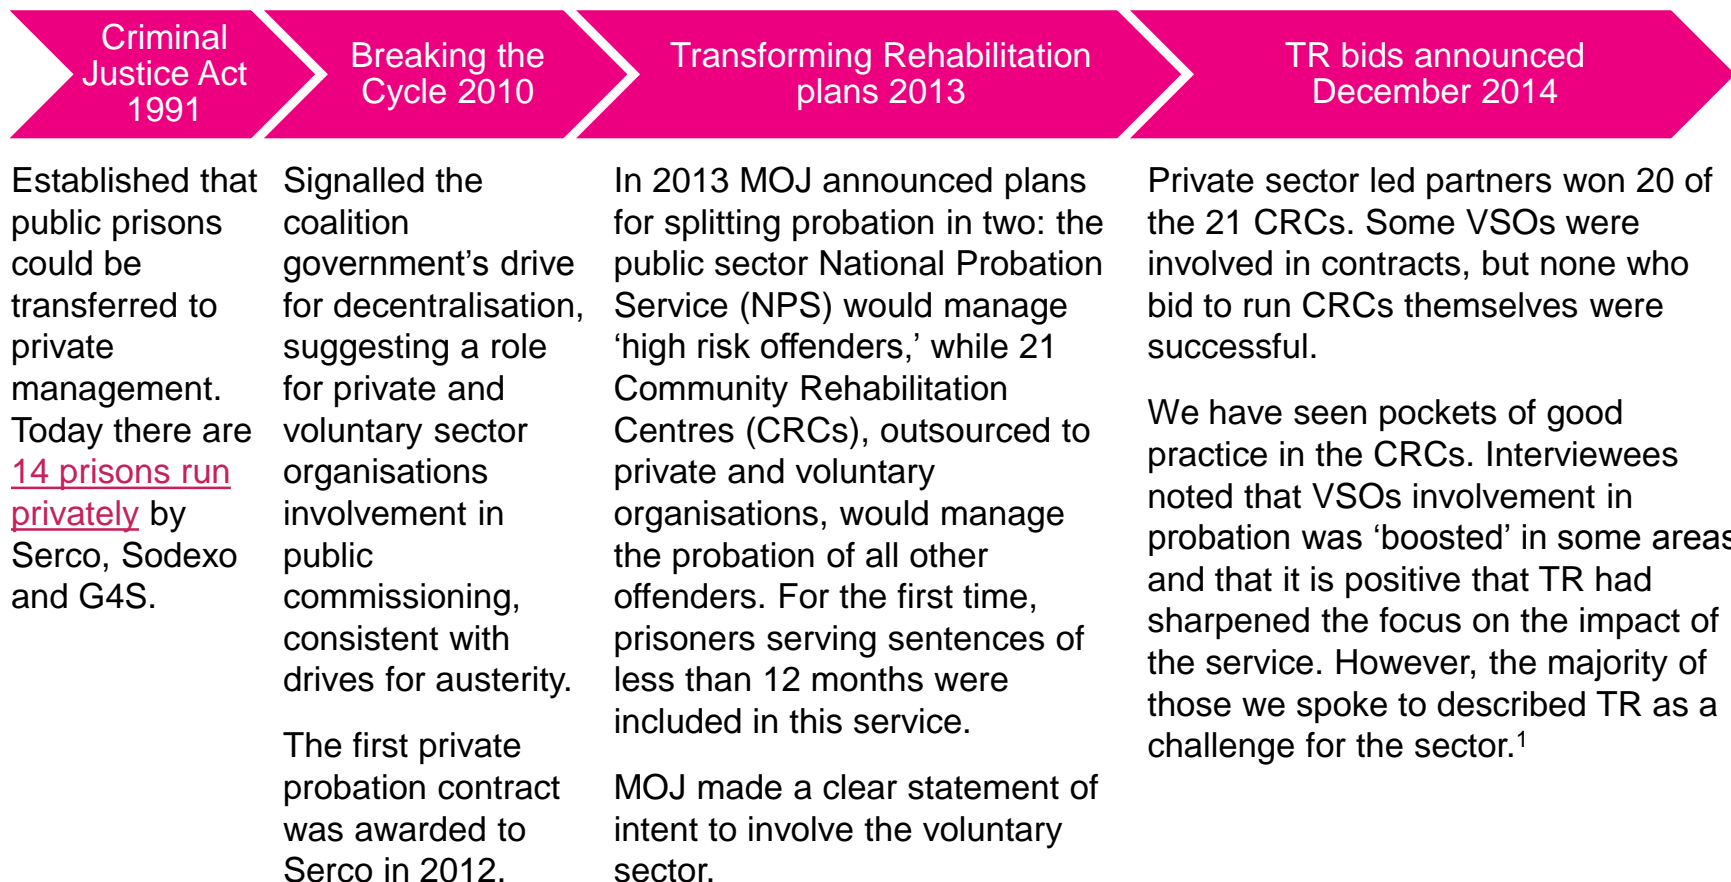 Criminal
Justice Act
1991
Breaking the
Cycle 2010
Transforming Rehabilitation
plans 2013
TR bids announced
December 2014
Established that
public prisons
could be
transferred to
private
management.
Today there are
14 prisons run
privately by
Serco, Sodexo
and G4S.
Signalled the
coalition
government’s drive
for decentralisation,
suggesting a role
for private and
voluntary sector
organisations
involvement in
public
commissioning,
consistent with
drives for austerity.
The first private
probation contract
was awarded to
Serco in 2012.
In 2013 MOJ announced plans
for splitting probation in two: the
public sector National Probation
Service (NPS) would manage
‘high risk offenders,’ while 21
Community Rehabilitation
Centres (CRCs), outsourced to
private and voluntary
organisations, would manage
the probation of all other
offenders. For the first time,
prisoners serving sentences of
less than 12 months were
included in this service.
MOJ made a clear statement of
intent to involve the voluntary
sector.
Private sector led partners won 20 of
the 21 CRCs. Some VSOs were
involved in contracts, but none who
bid to run CRCs themselves were
successful.
We have seen pockets of good
practice in the CRCs. Interviewees
noted that VSOs involvement in
probation was ‘boosted’ in some areas
and that it is positive that TR had
sharpened the focus on the impact of
the service. However, the majority of
those we spoke to described TR as a
challenge for the sector.1